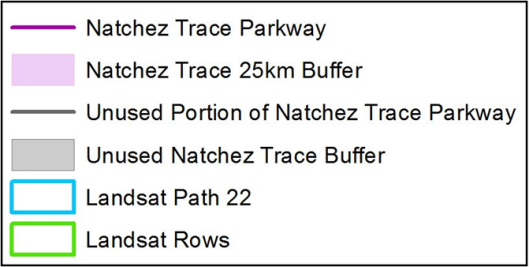 Natchez Trace Parkway
Natchez Trace 25km Buffer
Unused Portion of Natchez Trace Parkway
Unused Natchez Trace Buffer
Landsat Path 22
Landsat Rows